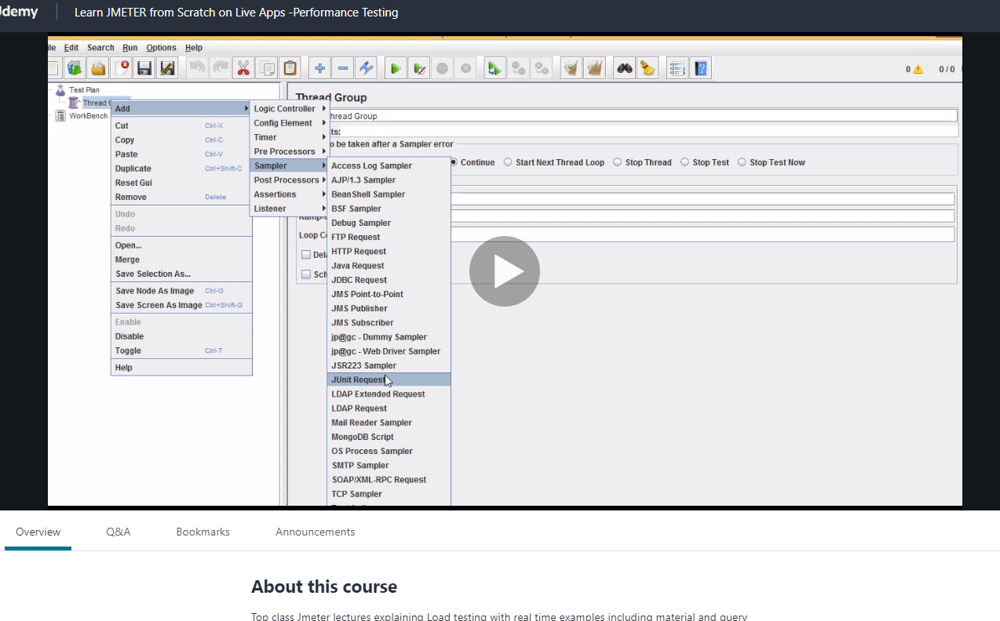 Udemy Learn JMETER from Scratch on Live Apps -Performance Testing
Edit Search Run Options Help
0 0 / 0
Test Plan
Thread
WorkBench
Add
Cut Ctrl-X
Copy Ctrl-C
Paste Ctrl-V
Duplicate Ctrl+Shift-C
Reset Gui
Remove Delete
Undo
Redo
Open...
Merge
Save Selection As...
Save Node As Image Ctrl-G
Save Screen As Image Ctrl+Shift-G
Enable
Disable
Toggle Ctrl-T
Help
Logic Controller
Config Element
Timer
Pre Processors
Sampler
Post Processors
Assertions
Listener
Access Log Sampler
AJP/1.3 Sampler
BeanShell Sampler
BSF Sampler
Debug Sampler
FTP Request
HTTP Request
Java Request
JDBC Request
JMS Point-to-Point
JMS Publisher
JMS Subscriber
jp@gc - Dummy Sampler
jp@gc - Web Driver Sampler
JSR223 Sampler
JUnit Request
LDAP Extended Request
LDAP Request
Mail Reader Sampler
MongoDB Script
OS Process Sampler
SMTP Sampler
SOAP/XML-RPC Request
TCP Sampler
Thread Group
Thread Group
to be taken after a Sampler error
Continue Start Next Thread Loop Stop Thread Stop Test Stop Test Now
Loop
Overview Q&A Bookmarks Announcements
About this course
Top class Jmeter lectures explaining Load testing with real time examples including material and query